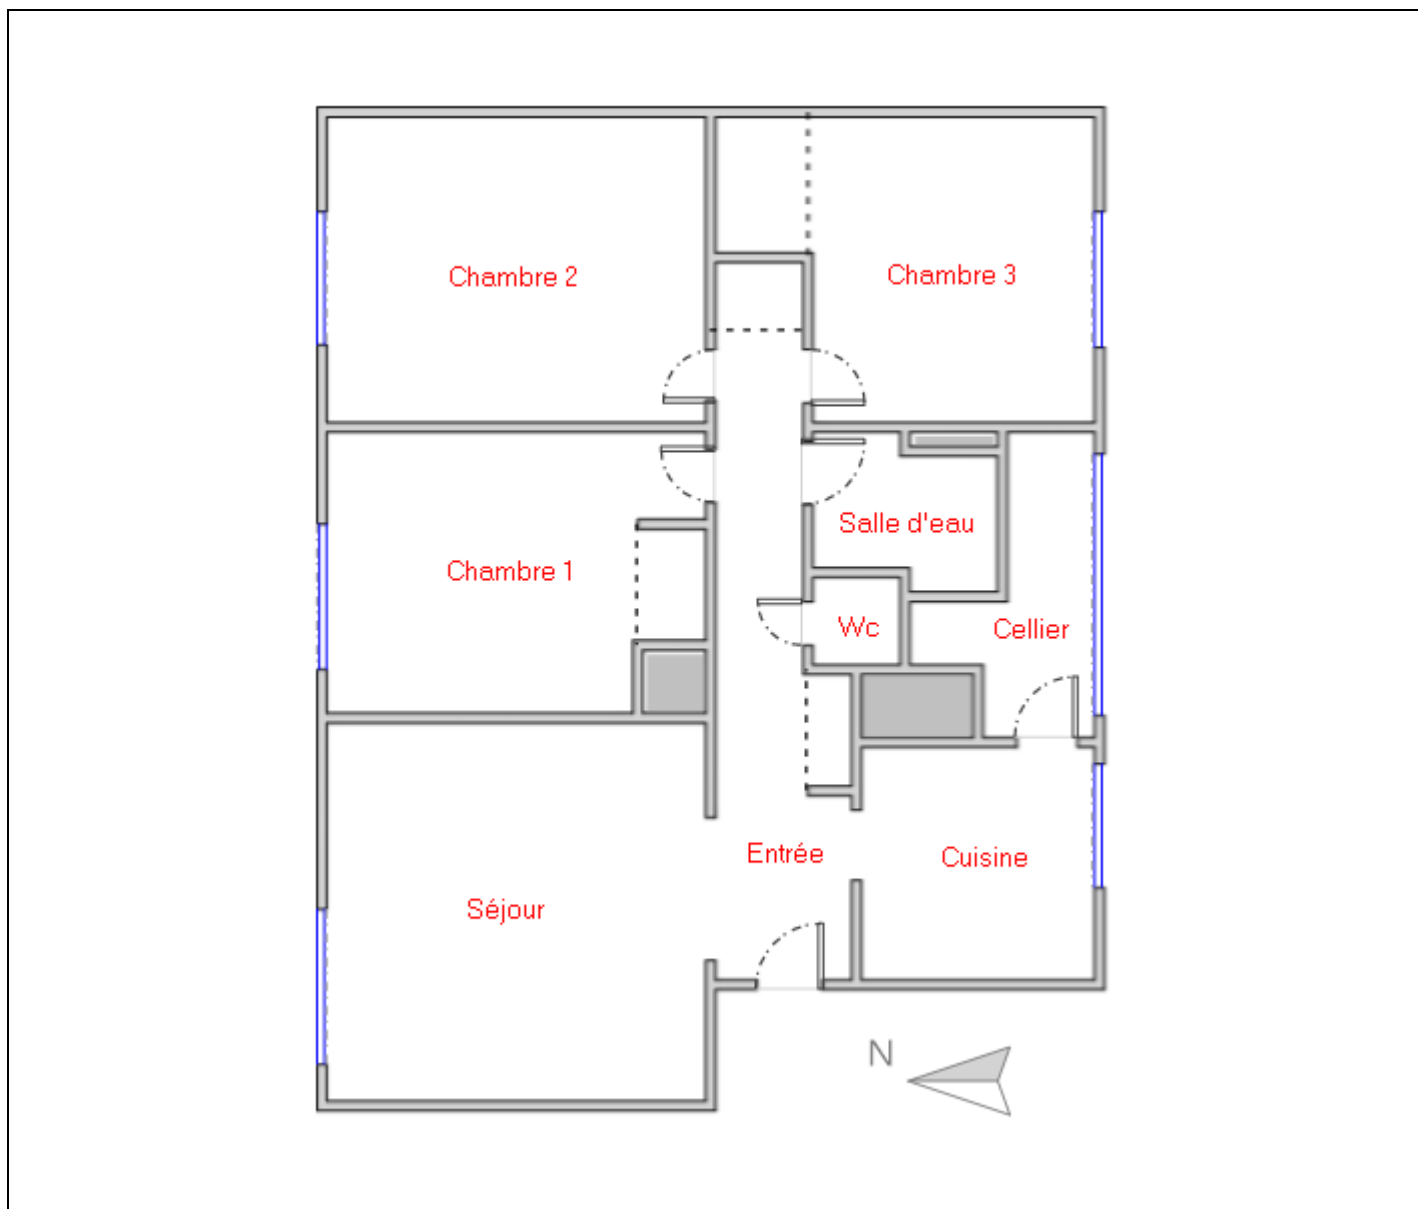 Chambre 2
Chambre 3
Salle d'eau
Chambre 1
Wc
Cellier
Entrée
Cuisine
Séjour
N